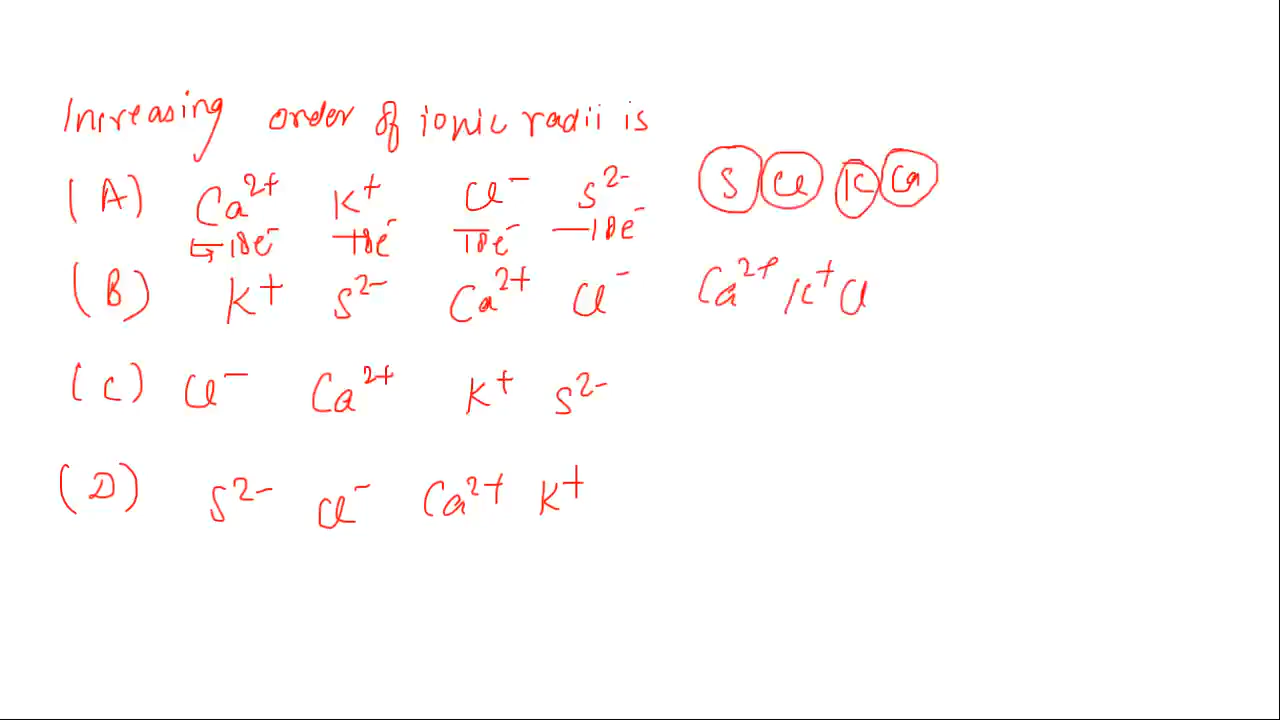 Increasing order of ionic radii is
(A) Ca²⁺ K⁺ Cl⁻ S²⁻ S Cl K Ca
18e⁻ 18e⁻ 18e⁻ 18e⁻
(B) K⁺ S²⁻ Ca²⁺ Cl⁻ Ca²⁺ K⁺ Cl
(C) Cl⁻ Ca²⁺ K⁺ S²⁻
(D) S²⁻ Cl⁻ Ca²⁺ K⁺